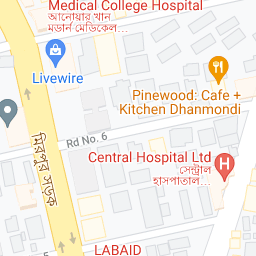 Medical College Hospital
আনোয়ার খান
মডার্ন মেডিকেল...
Livewire
Pinewood: Cafe +
Kitchen Dhanmondi
Rd No. 6
মিরপুর সড়ক
Central Hospital Ltd
সেন্ট্রাল
হাসপাতাল...
LABAID